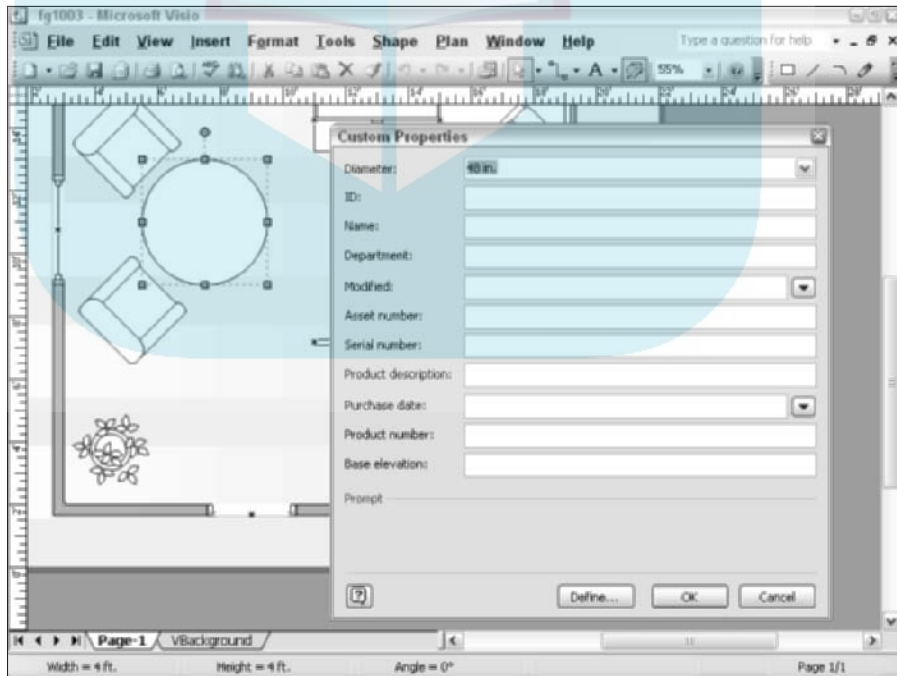 fg1003 - Microsoft Visio
File Edit View Insert Format Tools Shape Plan Window Help Type a question for help
A 55%
Custom Properties
Diameter: 48 in.
ID:
Name:
Department:
Modified:
Asset number:
Serial number:
Product description:
Purchase date:
Product number:
Base elevation:
Prompt
Define... OK Cancel
Page-1 VBackground
Width = 4 ft. Height = 4 ft. Angle = 0° Page 1/1